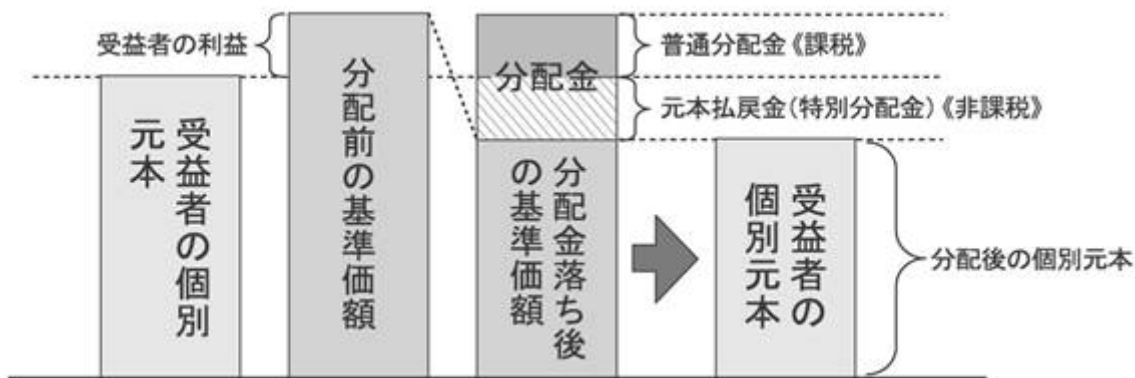 受益者の利益
受益者の個別
元本
分配前の基準価額
分配金
分配金落ち後
の基準価額
普通分配金《課税》
元本払戻金(特別分配金)《非課税》
受益者の
個別元本
分配後の個別元本